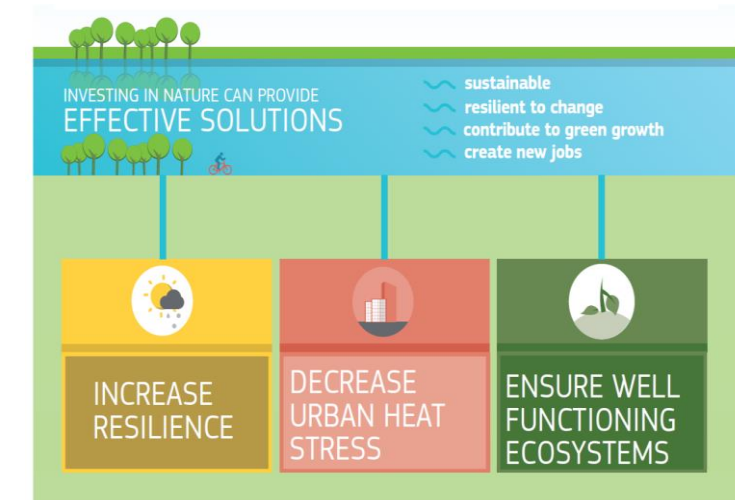 INVESTING IN NATURE CAN PROVIDE
EFFECTIVE SOLUTIONS
sustainable
resilient to change
contribute to green growth
create new jobs
INCREASE
RESILIENCE
DECREASE
URBAN HEAT
STRESS
ENSURE WELL
FUNCTIONING
ECOSYSTEMS